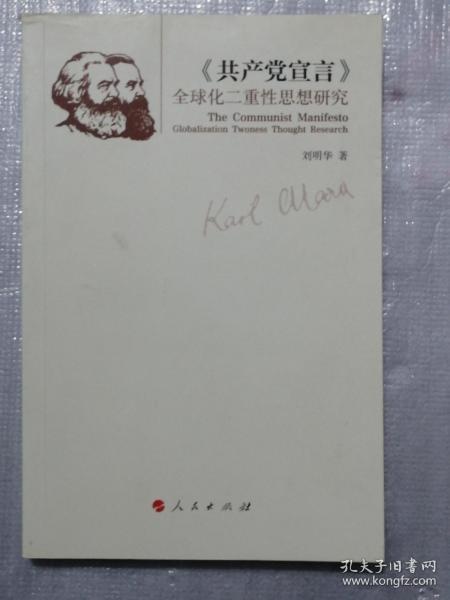 《共产党宣言》
全球化二重性思想研究
The Communist Manifesto
Globalization Twoness Thought Research
刘明华 著
Karl Marx
人民出版社
孔夫子旧书网
www.kongfz.com